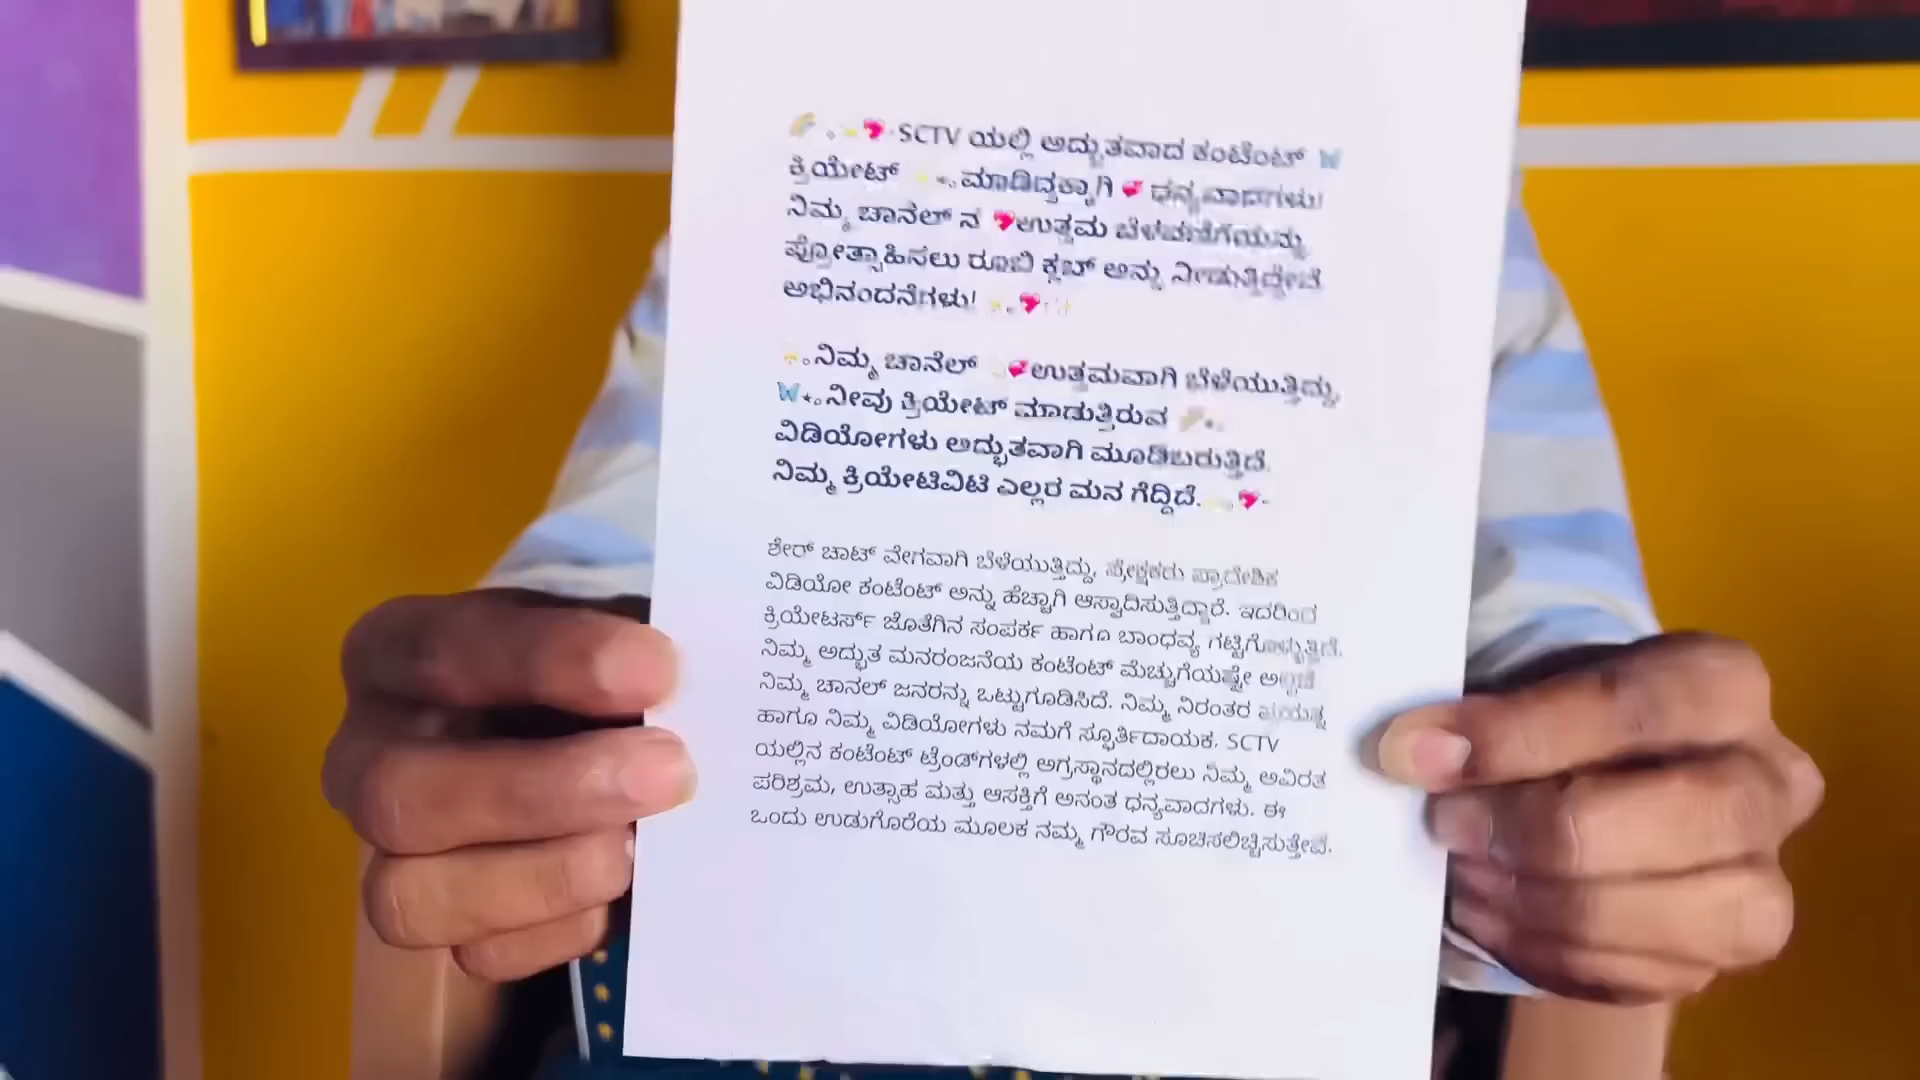 SCTV ಯಲ್ಲಿ ಅದ್ಭುತವಾದ ಕಂಟೆಂಟ್
ಕ್ರಿಯೇಟ್ ಮಾಡಿದ್ದಕ್ಕಾಗಿ ಧನ್ಯವಾದಗಳು!
ನಿಮ್ಮ ಚಾನೆಲ್ ನ ಉತ್ತಮ ಬೆಳವಣಿಗೆಯನ್ನು
ಪ್ರೋತ್ಸಾಹಿಸಲು ರೂಬಿ ಕ್ಲಬ್ ಅನ್ನು ನೀಡುತ್ತಿದ್ದೇವೆ
ಅಭಿನಂದನೆಗಳು!
ನಿಮ್ಮ ಚಾನೆಲ್ ಉತ್ತಮವಾಗಿ ಬೆಳೆಯುತ್ತಿದ್ದು,
ನೀವು ಕ್ರಿಯೇಟ್ ಮಾಡುತ್ತಿರುವ
ವಿಡಿಯೋಗಳು ಅದ್ಭುತವಾಗಿ ಮೂಡಿಬರುತ್ತಿದೆ.
ನಿಮ್ಮ ಕ್ರಿಯೇಟಿವಿಟಿ ಎಲ್ಲರ ಮನ ಗೆದ್ದಿದೆ.
ಶೇರ್ ಚಾಟ್ ವೇಗವಾಗಿ ಬೆಳೆಯುತ್ತಿದ್ದು, ಪ್ರೇಕ್ಷಕರು ಪ್ರಾದೇಶಿಕ
ವಿಡಿಯೋ ಕಂಟೆಂಟ್ ಅನ್ನು ಹೆಚ್ಚಾಗಿ ಆಸ್ವಾದಿಸುತ್ತಿದ್ದಾರೆ. ಇದರಿಂದ
ಕ್ರಿಯೇಟರ್ಸ್ ಜೊತೆಗಿನ ಸಂಪರ್ಕ ಹಾಗೂ ಬಾಂಧವ್ಯ ಗಟ್ಟಿಗೊಳ್ಳುತ್ತಿದೆ.
ನಿಮ್ಮ ಅದ್ಭುತ ಮನರಂಜನೆಯ ಕಂಟೆಂಟ್ ಮೆಚ್ಚುಗೆಯಷ್ಟೇ ಅಲ್ಲದೆ
ನಿಮ್ಮ ಚಾನಲ್ ಜನರನ್ನು ಒಟ್ಟುಗೂಡಿಸಿದೆ. ನಿಮ್ಮ ನಿರಂತರ ಪ್ರಯತ್ನ
ಹಾಗೂ ನಿಮ್ಮ ವಿಡಿಯೋಗಳು ನಮಗೆ ಸ್ಫೂರ್ತಿದಾಯಕ. SCTV
ಯಲ್ಲಿನ ಕಂಟೆಂಟ್ ಟ್ರೆಂಡ್‌ಗಳಲ್ಲಿ ಅಗ್ರಸ್ಥಾನದಲ್ಲಿರಲು ನಿಮ್ಮ ಅವಿರತ
ಪರಿಶ್ರಮ, ಉತ್ಸಾಹ ಮತ್ತು ಆಸಕ್ತಿಗೆ ಅನಂತ ಧನ್ಯವಾದಗಳು. ಈ
ಒಂದು ಉಡುಗೊರೆಯ ಮೂಲಕ ನಮ್ಮ ಗೌರವ ಸೂಚಿಸಲಿಚ್ಛಿಸುತ್ತೇವೆ.